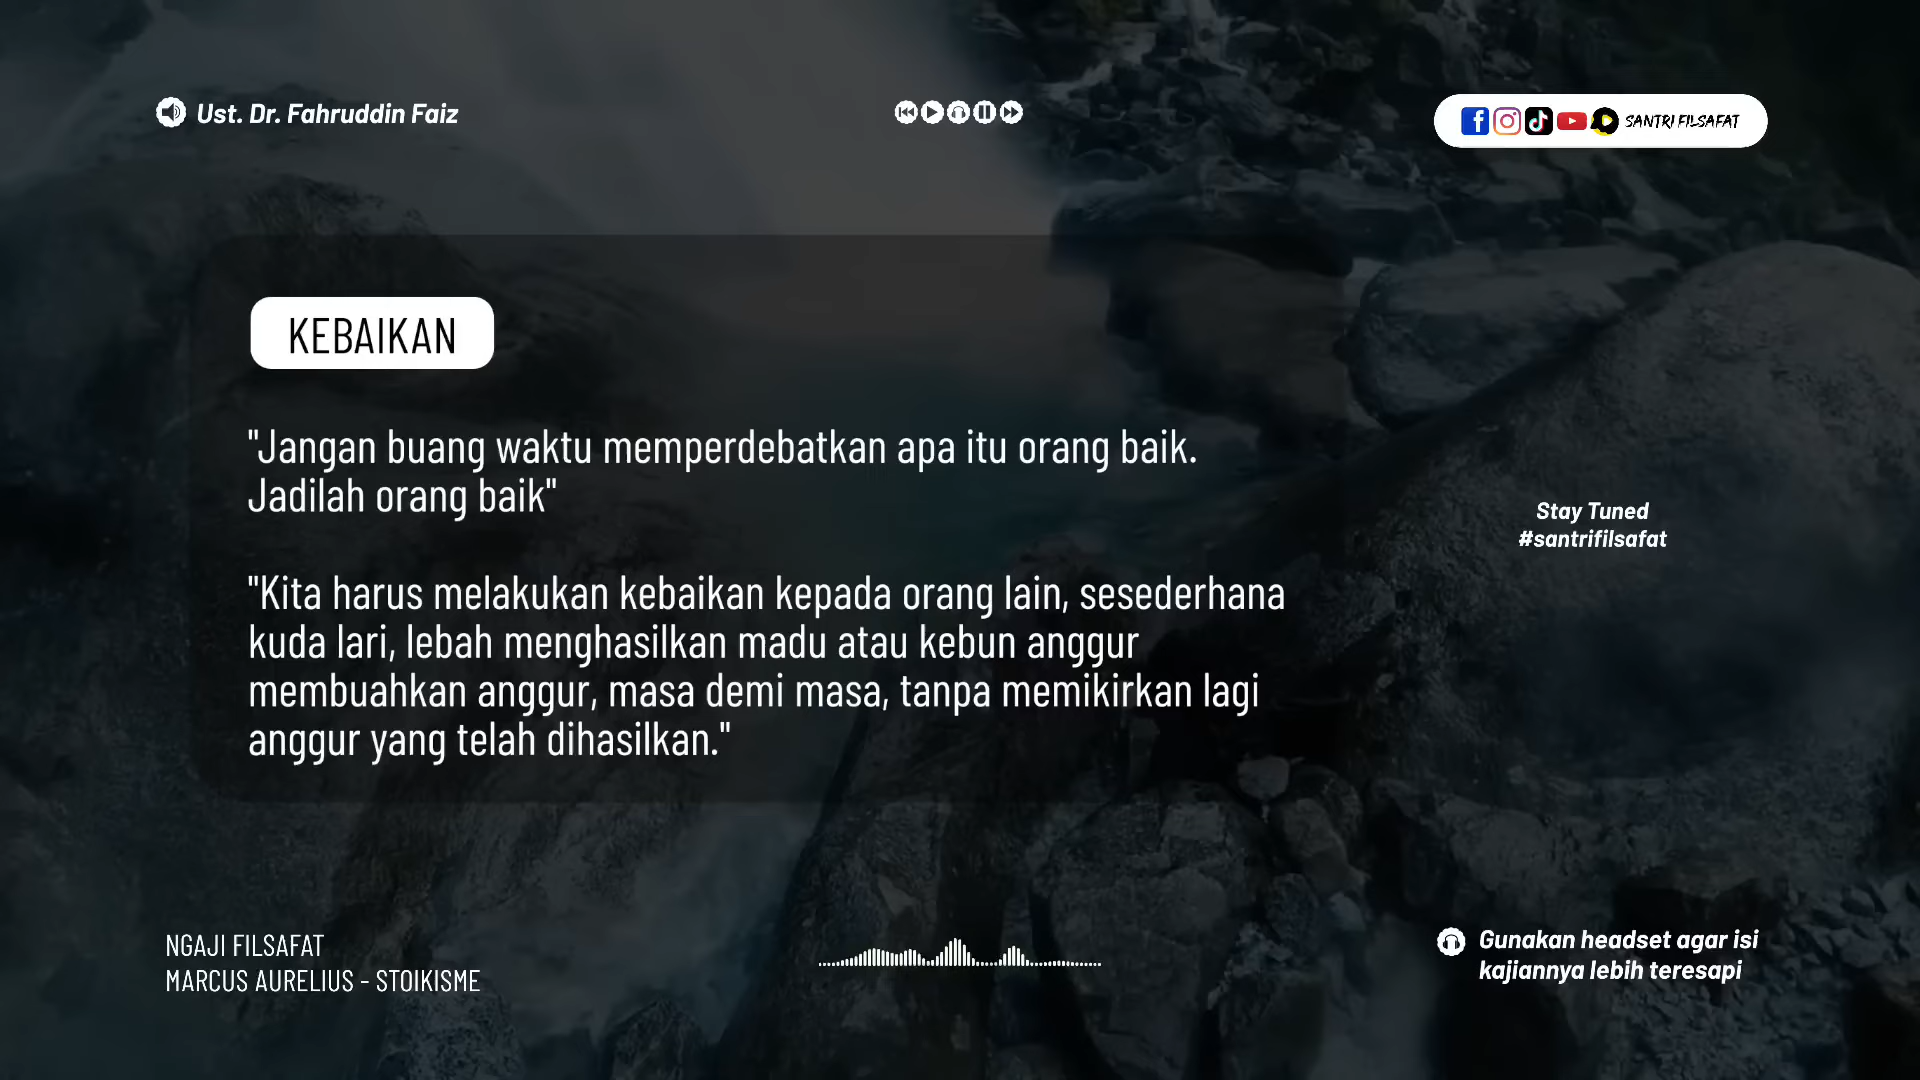 Ust. Dr. Fahruddin Faiz
SANTRI FILSAFAT
KEBAIKAN
"Jangan buang waktu memperdebatkan apa itu orang baik.
Jadilah orang baik"
"Kita harus melakukan kebaikan kepada orang lain, sesederhana
kuda lari, lebah menghasilkan madu atau kebun anggur
membuahkan anggur, masa demi masa, tanpa memikirkan lagi
anggur yang telah dihasilkan."
Stay Tuned
#santrifilsafat
NGAJI FILSAFAT
MARCUS AURELIUS - STOIKISME
Gunakan headset agar isi
kajiannya lebih teresapi